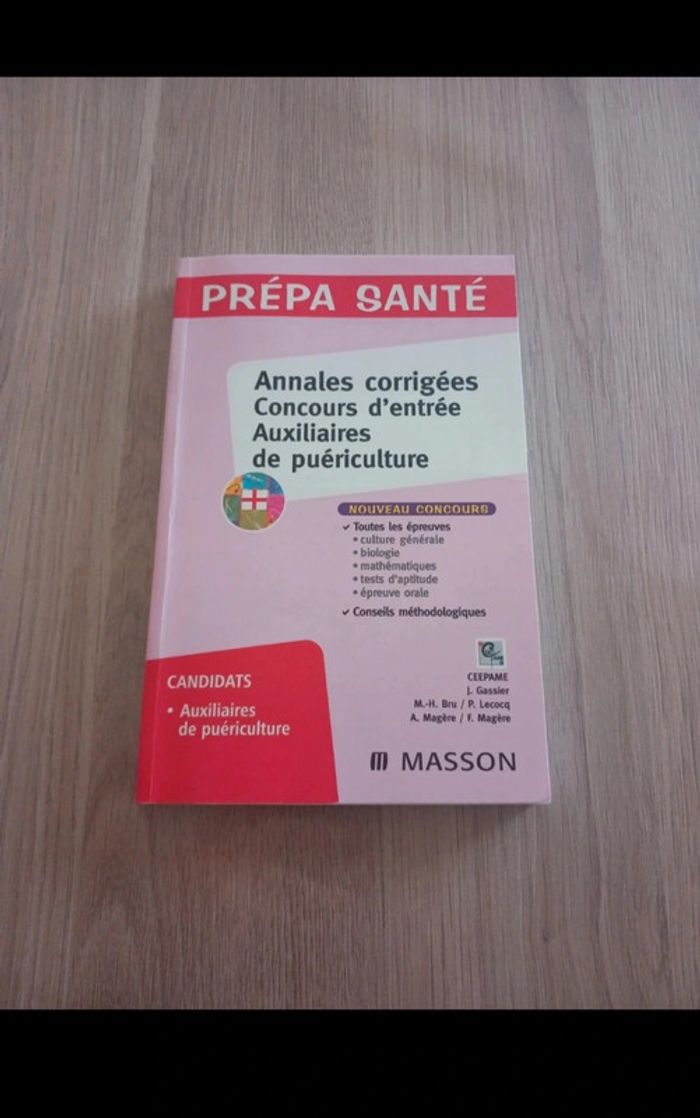 PRÉPA SANTÉ
Annales corrigées
Concours d'entrée
Auxiliaires
de puériculture
NOUVEAU CONCOURS
✓ Toutes les épreuves
• culture générale
• biologie
• mathématiques
• tests d'aptitude
• épreuve orale
✓ Conseils méthodologiques
CEEPAME
J. Gassier
M.-H. Bru / P. Lecocq
A. Magère / F. Magère
CANDIDATS
• Auxiliaires
de puériculture
MASSON